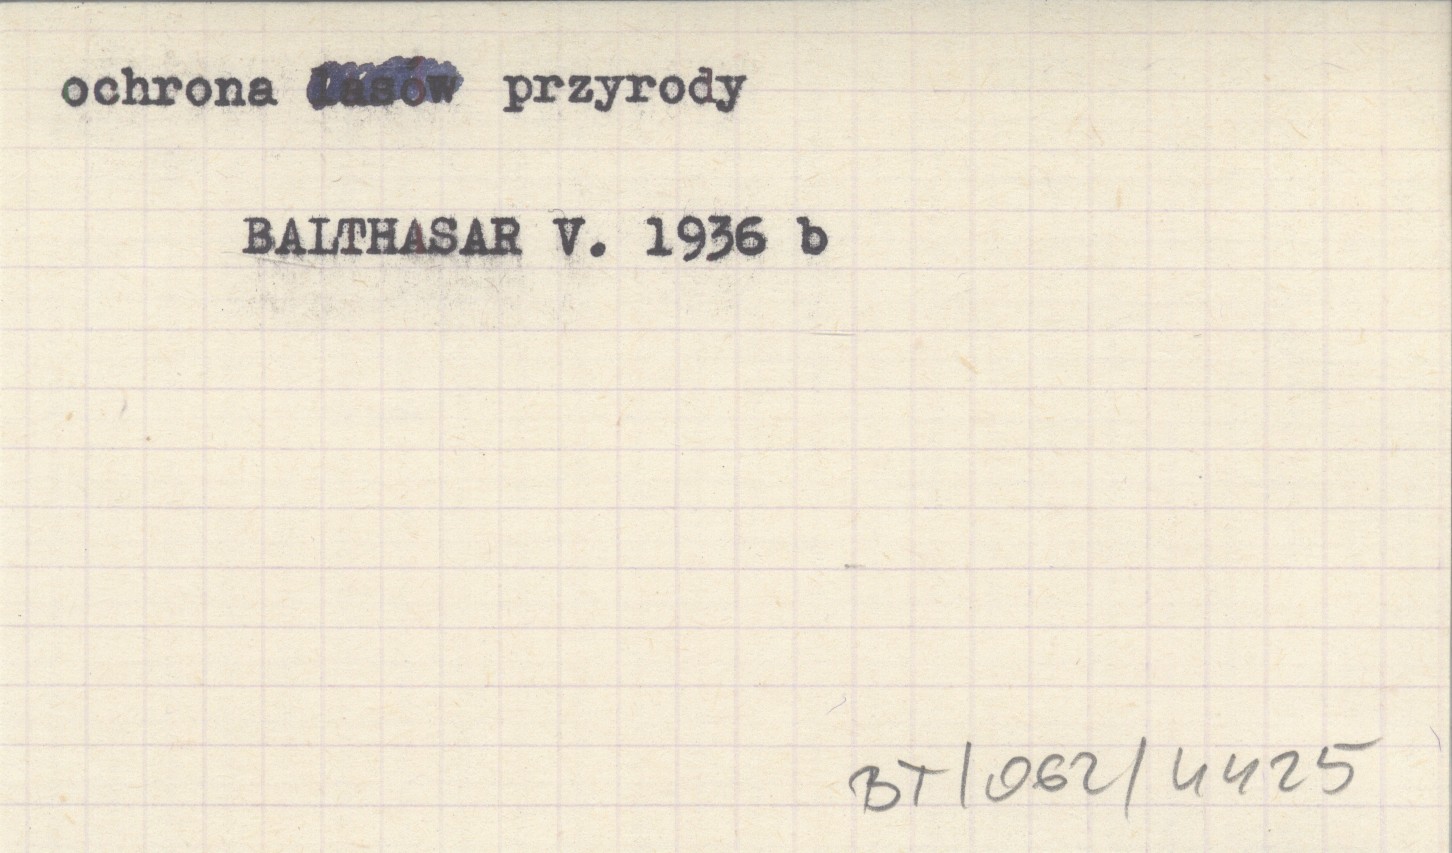 ochrona lasów przyrody
BALTHASAR V. 1936 b
BT/062/4425